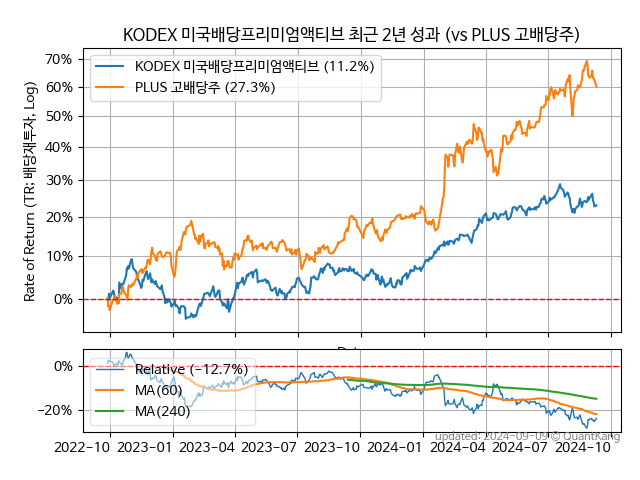 KODEX 미국배당프리미엄액티브 최근 2년 성과 (vs PLUS 고배당주)
KODEX 미국배당프리미엄액티브 (11.2%)
PLUS 고배당주 (27.3%)
Rate of Return (TR: 배당재투자, Log)
70%
60%
50%
40%
30%
20%
10%
0%
Relative (−12.7%)
MA(60)
MA(240)
0%
−20%
updated: 2024-09-09 © QuantKang
2022−10
2023−01
2023−04
2023−07
2023−10
2024−01
2024−04
2024−07
2024−10